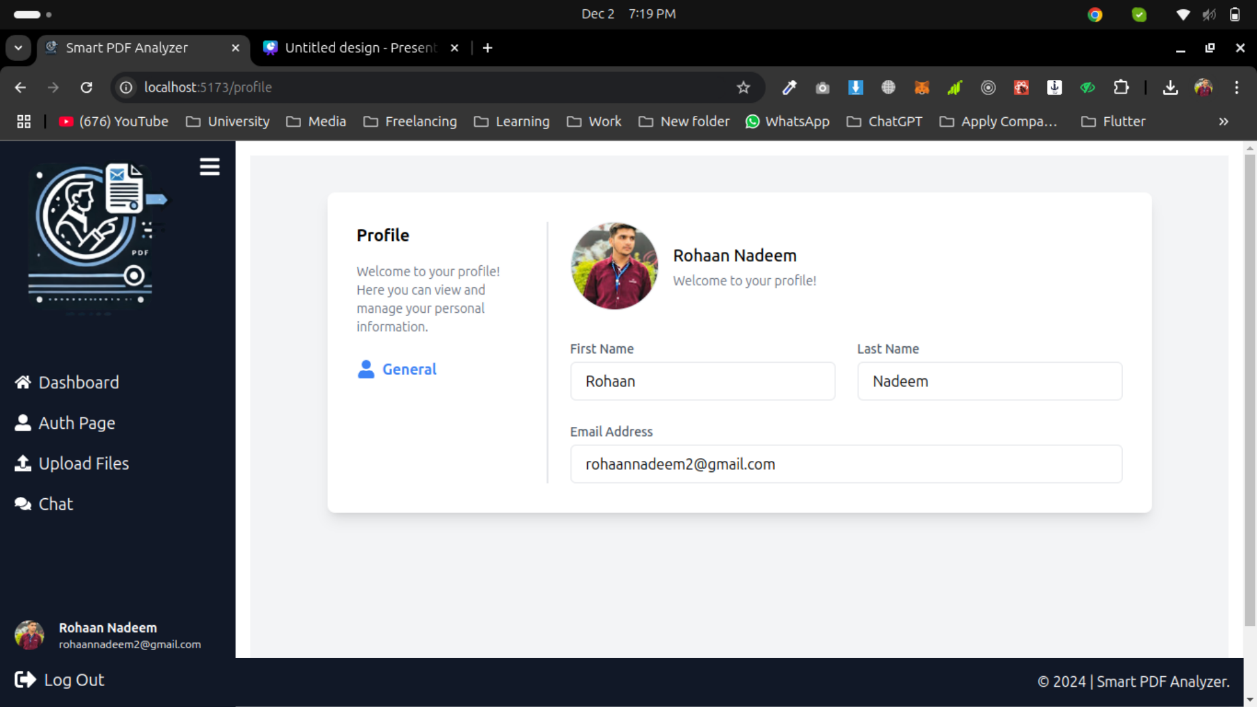 Dec 2 7:19 PM
Smart PDF Analyzer
Untitled design - Present
localhost:5173/profile
(676) YouTube
University
Media
Freelancing
Learning
Work
New folder
WhatsApp
ChatGPT
Apply Compa...
Flutter
»
PDF
Dashboard
Auth Page
Upload Files
Chat
Rohaan Nadeem
rohaannadeem2@gmail.com
Log Out
Profile
Welcome to your profile!
Here you can view and
manage your personal
information.
General
Rohaan Nadeem
Welcome to your profile!
First Name
Rohaan
Last Name
Nadeem
Email Address
rohaannadeem2@gmail.com
© 2024 | Smart PDF Analyzer.